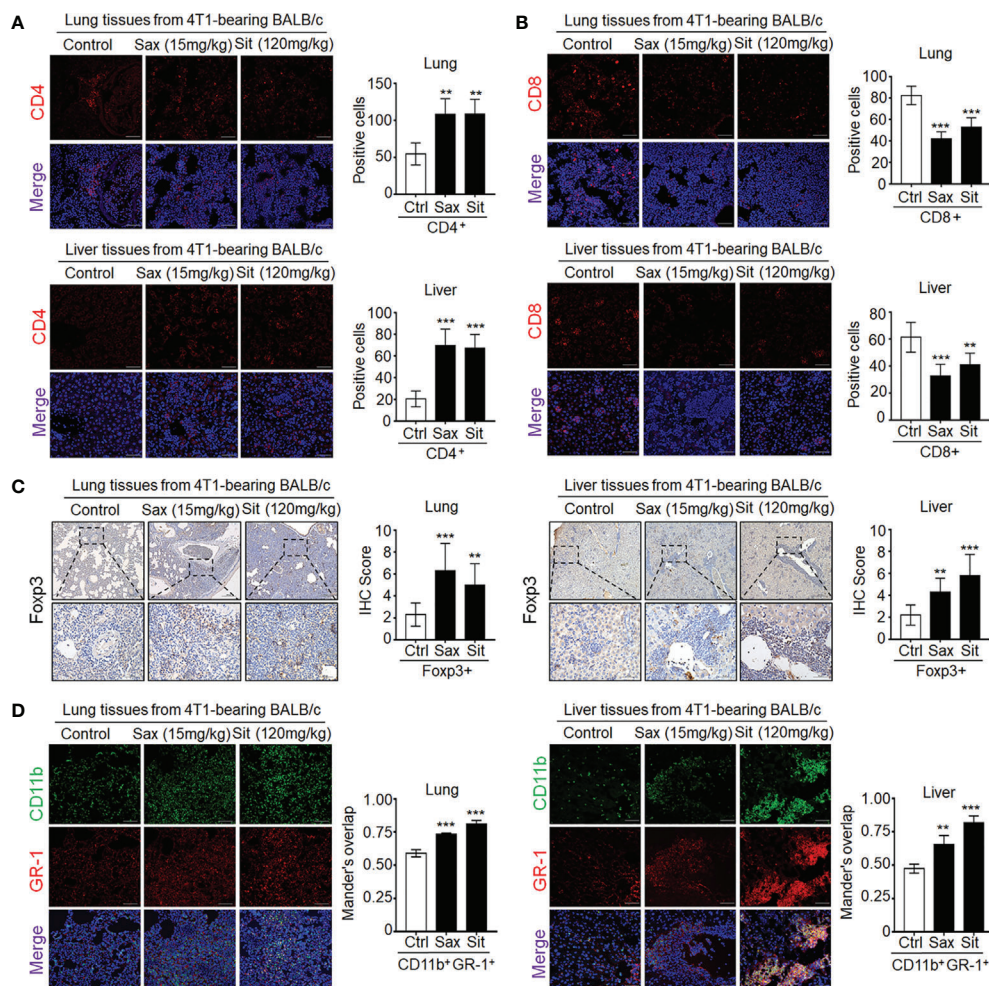 A
Lung tissues from 4T1-bearing BALB/c
Control Sax (15mg/kg) Sit (120mg/kg)
CD4
Merge
Lung
Positive cells
150
100
50
0
** **
Ctrl Sax Sit
CD4+
Liver tissues from 4T1-bearing BALB/c
Control Sax (15mg/kg) Sit (120mg/kg)
CD4
Merge
Liver
Positive cells
100
80
60
40
20
0
*** ***
Ctrl Sax Sit
CD4+
B
Lung tissues from 4T1-bearing BALB/c
Control Sax (15mg/kg) Sit (120mg/kg)
CD8
Merge
Lung
Positive cells
100
80
60
40
20
0
*** ***
Ctrl Sax Sit
CD8+
Liver tissues from 4T1-bearing BALB/c
Control Sax (15mg/kg) Sit (120mg/kg)
CD8
Merge
Liver
Positive cells
80
60
40
20
0
*** **
Ctrl Sax Sit
CD8+
C
Lung tissues from 4T1-bearing BALB/c
Control Sax (15mg/kg) Sit (120mg/kg)
Foxp3
Lung
IHC Score
10
8
6
4
2
0
*** **
Ctrl Sax Sit
Foxp3+
Liver tissues from 4T1-bearing BALB/c
Control Sax (15mg/kg) Sit (120mg/kg)
Foxp3
Liver
IHC Score
10
8
6
4
2
0
** ***
Ctrl Sax Sit
Foxp3+
D
Lung tissues from 4T1-bearing BALB/c
Control Sax (15mg/kg) Sit (120mg/kg)
CD11b
GR-1
Merge
Lung
Mander's overlap
1.00
0.75
0.50
0.25
0
*** ***
Ctrl Sax Sit
CD11b+GR-1+
Liver tissues from 4T1-bearing BALB/c
Control Sax (15mg/kg) Sit (120mg/kg)
CD11b
GR-1
Merge
Liver
Mander's overlap
1.00
0.75
0.50
0.25
0
** ***
Ctrl Sax Sit
CD11b+GR-1+